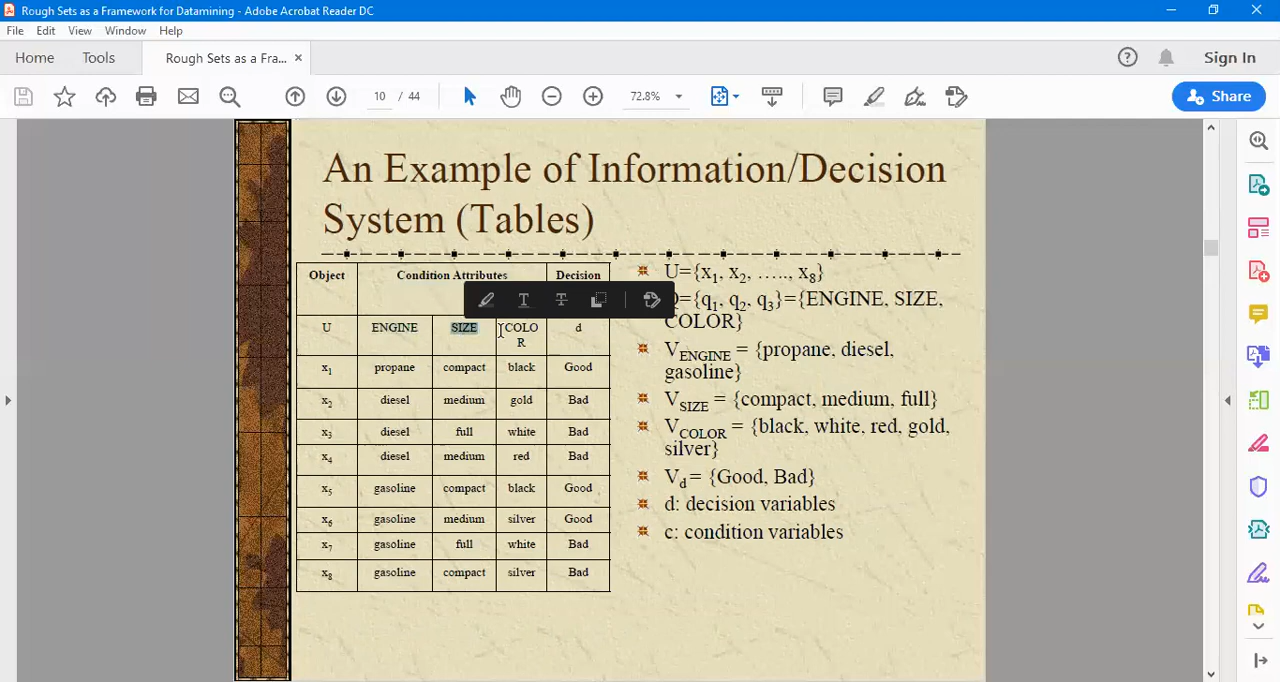 Rough Sets as a Framework for Datamining - Adobe Acrobat Reader DC
File Edit View Window Help
Home Tools Rough Sets as a Fra... × Sign In
10 / 44 72.8% Share
An Example of Information/Decision
System (Tables)
Object Condition Attributes Decision
U ENGINE SIZE COLO
R d
x1 propane compact black Good
x2 diesel medium gold Bad
x3 diesel full white Bad
x4 diesel medium red Bad
x5 gasoline compact black Good
x6 gasoline medium silver Good
x7 gasoline full white Bad
x8 gasoline compact silver Bad
U={x1, x2, ….., x8}
={q1, q2, q3}={ENGINE, SIZE,
COLOR}
VENGINE = {propane, diesel,
gasoline}
VSIZE = {compact, medium, full}
VCOLOR = {black, white, red, gold,
silver}
Vd = {Good, Bad}
d: decision variables
c: condition variables